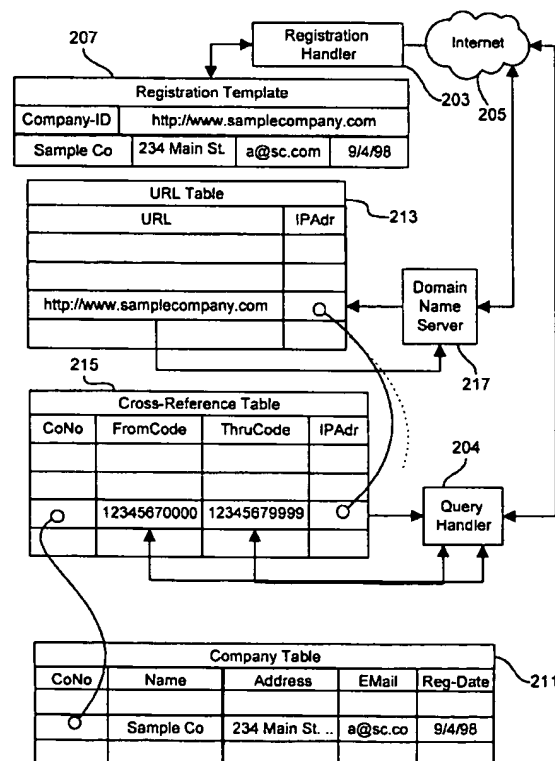 207
Registration
Handler
Internet
203
205
Registration Template
Company-ID http://www.samplecompany.com
Sample Co 234 Main St. a@sc.com 9/4/98
URL Table
URL IPAdr
213
http://www.samplecompany.com
Domain
Name
Server
217
215
Cross-Reference Table
CoNo FromCode ThruCode IPAdr
204
12345670000 12345679999
Query
Handler
Company Table
CoNo Name Address EMail Reg-Date
211
Sample Co 234 Main St. .. a@sc.co 9/4/98